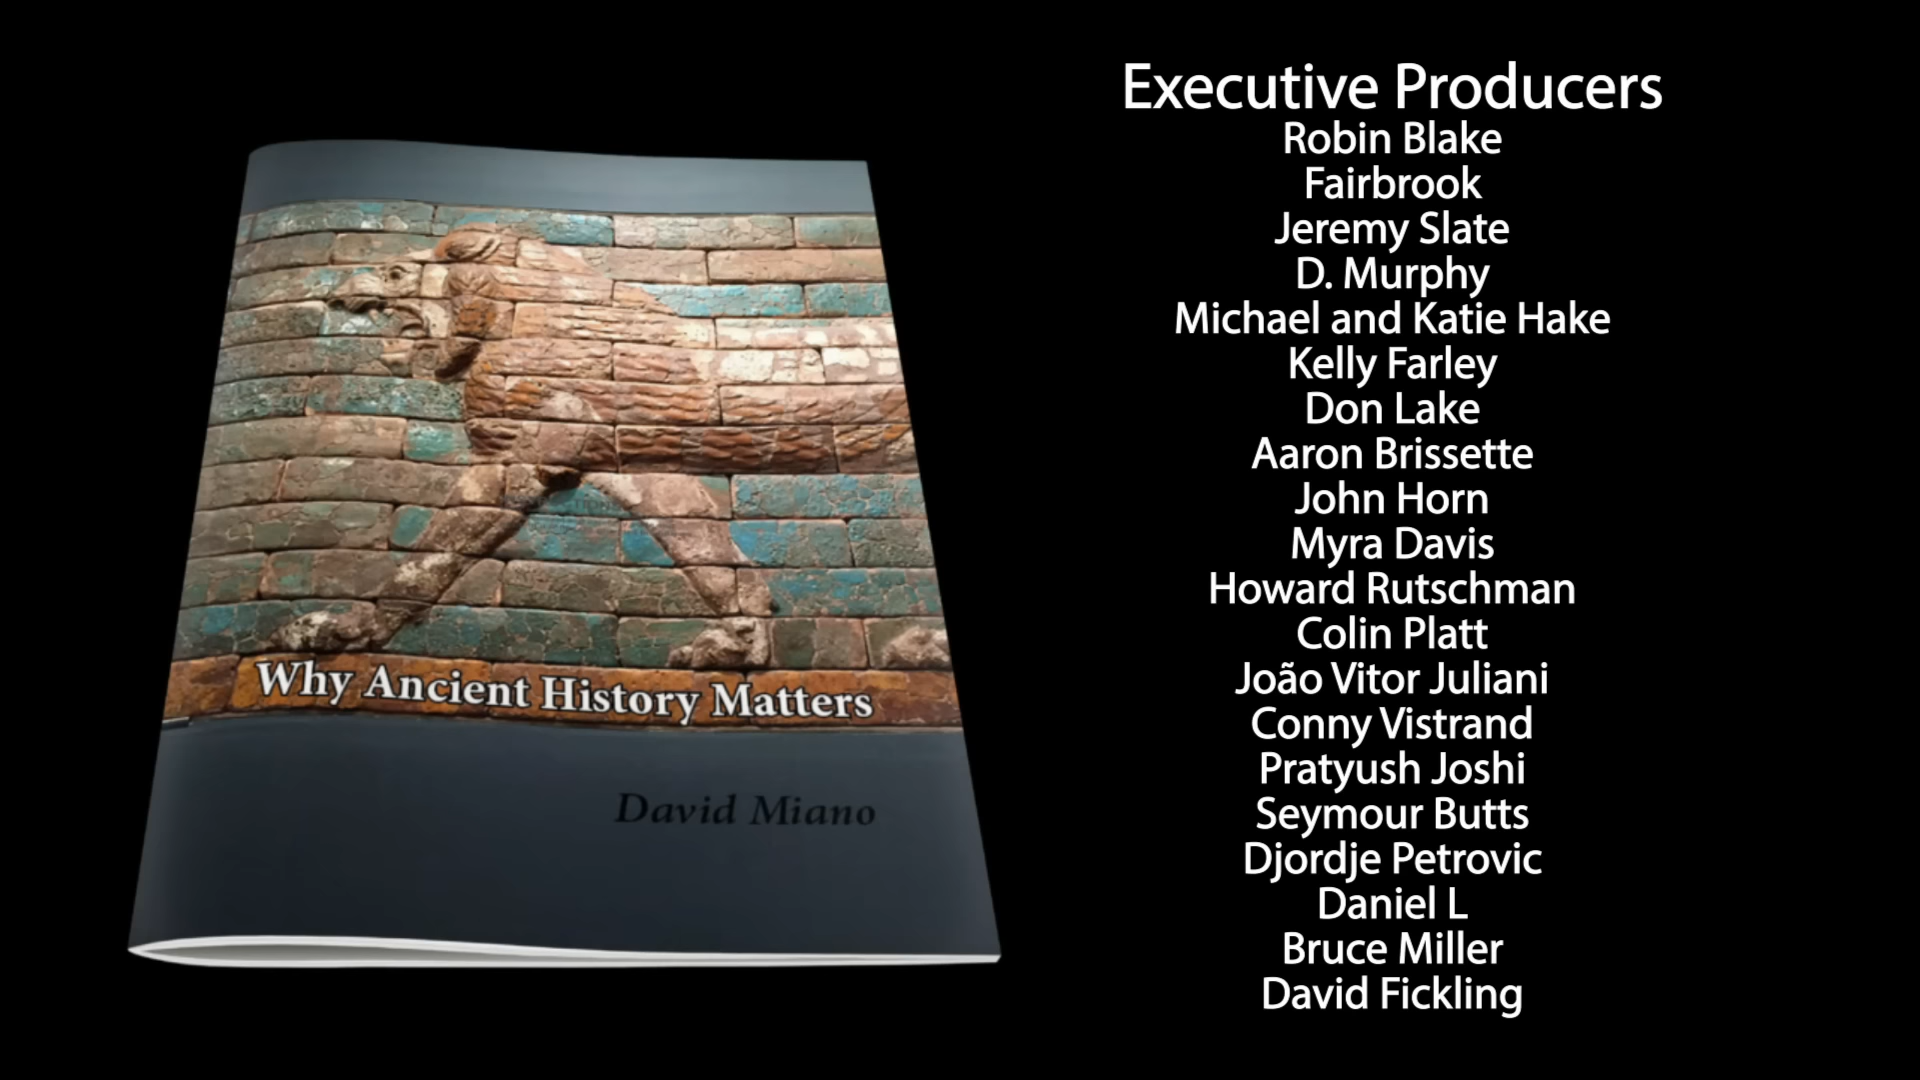 Why Ancient History Matters
David Miano
Executive Producers
Robin Blake
Fairbrook
Jeremy Slate
D. Murphy
Michael and Katie Hake
Kelly Farley
Don Lake
Aaron Brissette
John Horn
Myra Davis
Howard Rutschman
Colin Platt
João Vitor Juliani
Conny Vistrand
Pratyush Joshi
Seymour Butts
Djordje Petrovic
Daniel L
Bruce Miller
David Fickling